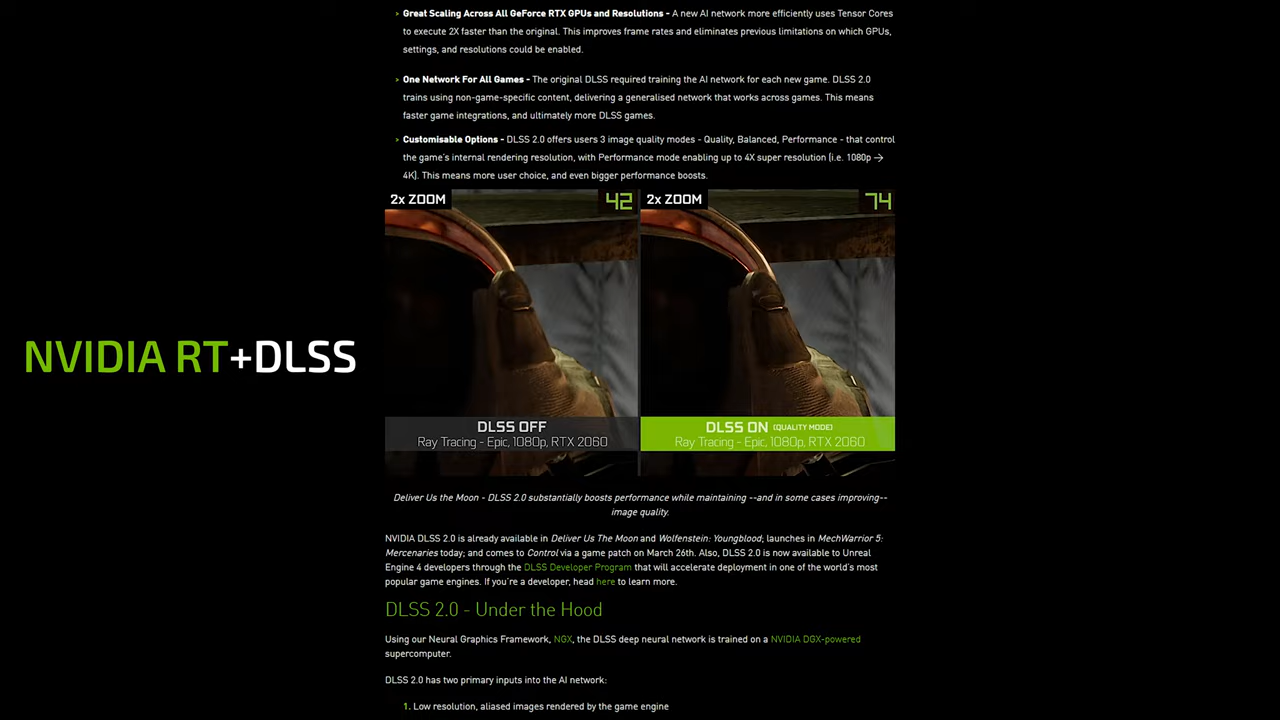 › Great Scaling Across All GeForce RTX GPUs and Resolutions - A new AI network more efficiently uses Tensor Cores
to execute 2X faster than the original. This improves frame rates and eliminates previous limitations on which GPUs,
settings, and resolutions could be enabled.
› One Network For All Games - The original DLSS required training the AI network for each new game. DLSS 2.0
trains using non-game-specific content, delivering a generalised network that works across games. This means
faster game integrations, and ultimately more DLSS games.
› Customisable Options - DLSS 2.0 offers users 3 image quality modes - Quality, Balanced, Performance - that control
the game's internal rendering resolution, with Performance mode enabling up to 4X super resolution (i.e. 1080p →
4K). This means more user choice, and even bigger performance boosts.
2x ZOOM 42
2x ZOOM 74
NVIDIA RT+DLSS
DLSS OFF
Ray Tracing - Epic, 1080p, RTX 2060
DLSS ON (QUALITY MODE)
Ray Tracing - Epic, 1080p, RTX 2060
Deliver Us the Moon - DLSS 2.0 substantially boosts performance while maintaining --and in some cases improving--
image quality.
NVIDIA DLSS 2.0 is already available in Deliver Us The Moon and Wolfenstein: Youngblood; launches in MechWarrior 5:
Mercenaries today; and comes to Control via a game patch on March 26th. Also, DLSS 2.0 is now available to Unreal
Engine 4 developers through the DLSS Developer Program that will accelerate deployment in one of the world's most
popular game engines. If you're a developer, head here to learn more.
DLSS 2.0 - Under the Hood
Using our Neural Graphics Framework, NGX, the DLSS deep neural network is trained on a NVIDIA DGX-powered
supercomputer.
DLSS 2.0 has two primary inputs into the AI network:
1. Low resolution, aliased images rendered by the game engine